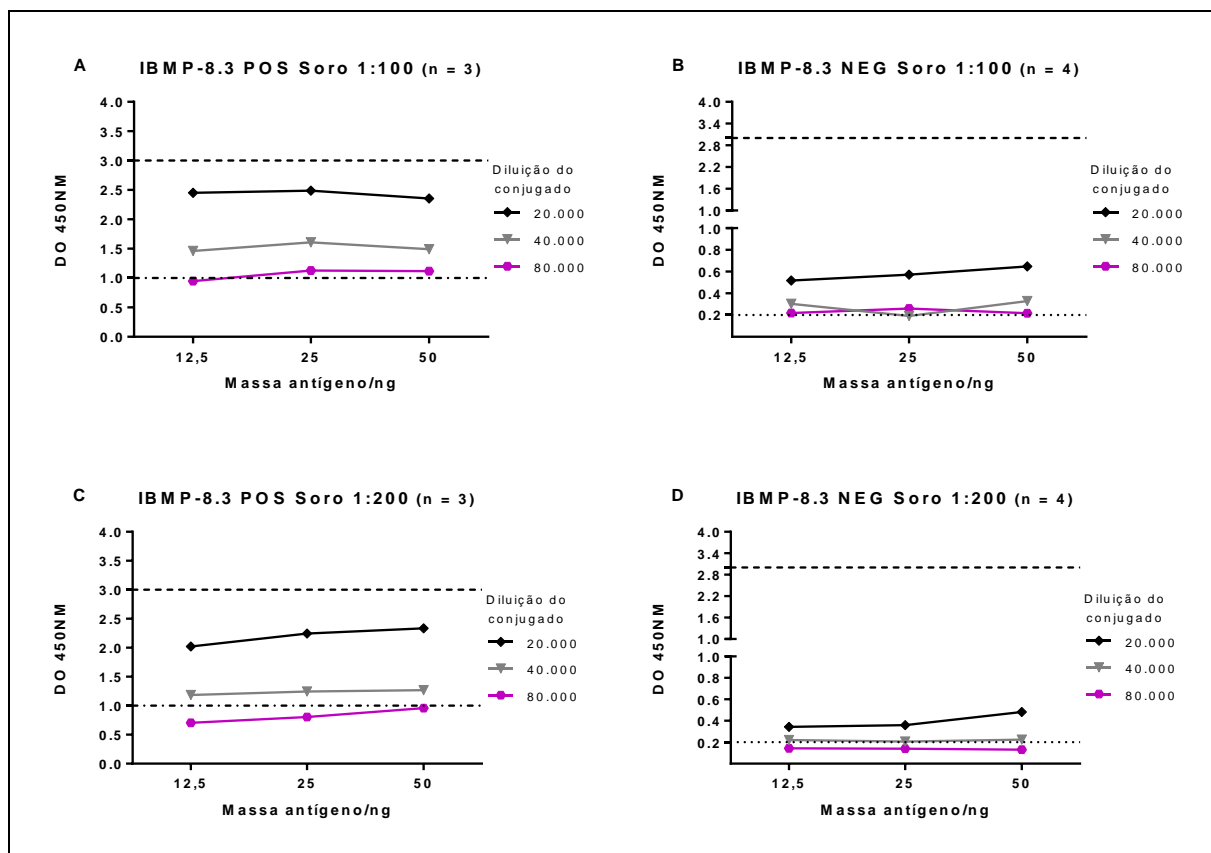 A IBMP-8.3 POS Soro 1:100 (n = 3)
4.0
3.5
3.0
2.5
2.0
1.5
1.0
0.5
0.0
DO 450NM
12,5 25 50
Massa antígeno/ng
Diluição do
conjugado
20.000
40.000
80.000
B IBMP-8.3 NEG Soro 1:100 (n = 4)
4.0
3.4
2.8
2.2
1.6
1.0
1.0
0.8
0.6
0.4
0.2
DO 450NM
12,5 25 50
Massa antígeno/ng
Diluição do
conjugado
20.000
40.000
80.000
C IBMP-8.3 POS Soro 1:200 (n = 3)
4.0
3.5
3.0
2.5
2.0
1.5
1.0
0.5
0.0
DO 450NM
12,5 25 50
Massa antígeno/ng
Diluição do
conjugado
20.000
40.000
80.000
D IBMP-8.3 NEG Soro 1:200 (n = 4)
4.0
3.4
2.8
2.2
1.6
1.0
1.0
0.8
0.6
0.4
0.2
DO 450NM
12,5 25 50
Massa antígeno/ng
Diluição do
conjugado
20.000
40.000
80.000